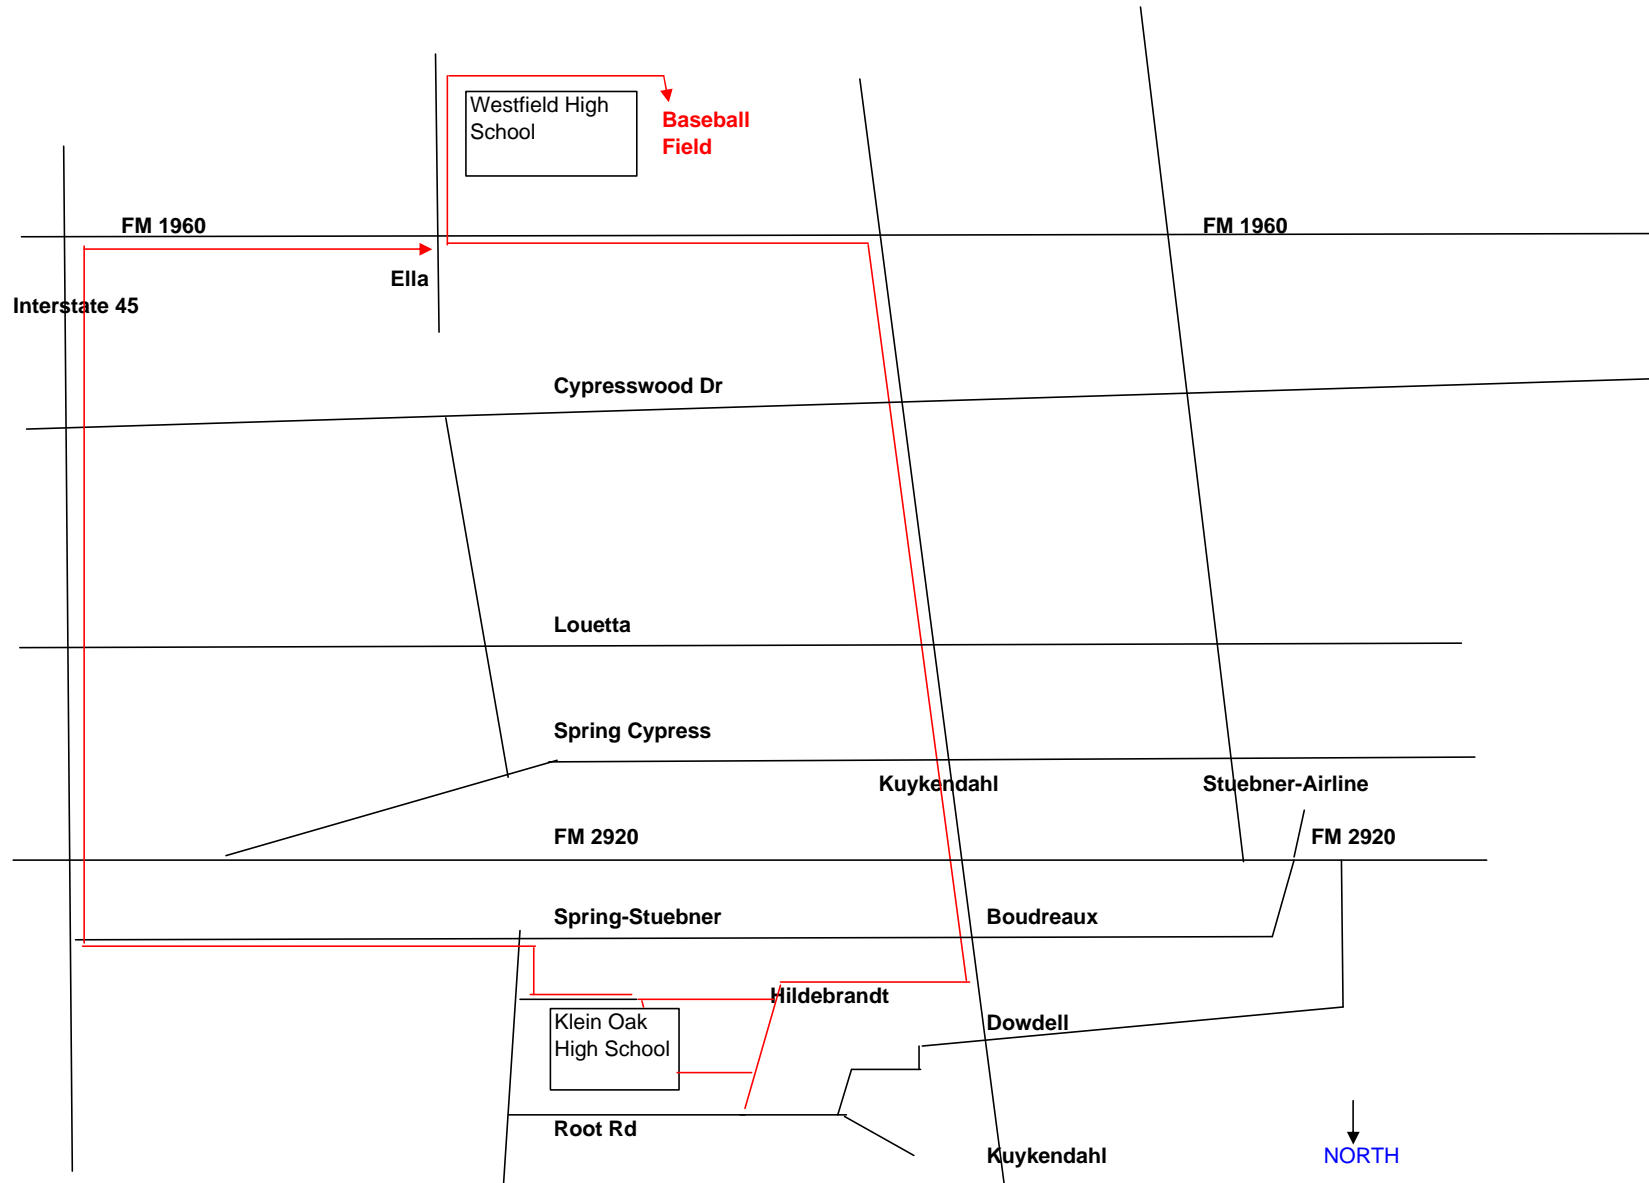 Westfield High
School
Baseball
Field
FM 1960
FM 1960
Ella
Interstate 45
Cypresswood Dr
Louetta
Spring Cypress
Kuykendahl
Stuebner-Airline
FM 2920
FM 2920
Spring-Stuebner
Boudreaux
Hildebrandt
Klein Oak
High School
Dowdell
Root Rd
Kuykendahl
NORTH